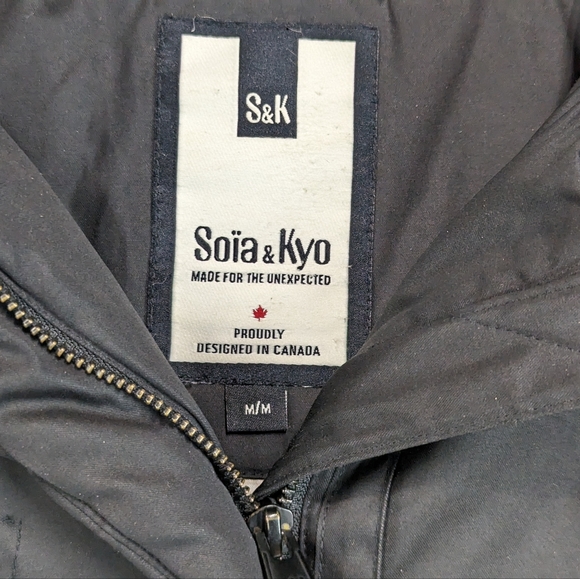 S&K
Soïa & Kyo
MADE FOR THE UNEXPECTED
PROUDLY
DESIGNED IN CANADA
M/M